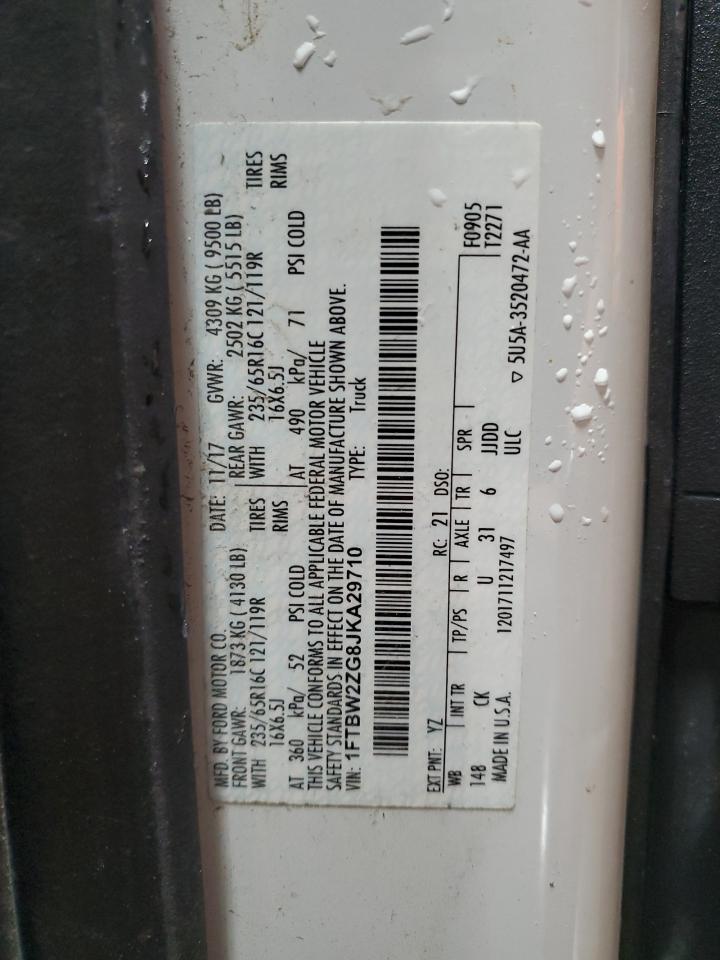 MFD. BY FORD MOTOR CO. DATE: 11/17 GVWR: 4309 KG ( 9500 LB)
FRONT GAWR: 1873 KG ( 4130 LB) REAR GAWR: 2502 KG ( 5515 LB)
WITH 235/65R16C 121/119R TIRES WITH 235/65R16C 121/119R TIRES
16X6.5J RIMS 16X6.5J RIMS
AT 360 kPa/ 52 PSI COLD AT 490 kPa/ 71 PSI COLD
THIS VEHICLE CONFORMS TO ALL APPLICABLE FEDERAL MOTOR VEHICLE
SAFETY STANDARDS IN EFFECT ON THE DATE OF MANUFACTURE SHOWN ABOVE.
VIN: 1FTBW2ZG8JKA29710 TYPE: Truck
EXT PNT: YZ RC: 21 DSO:
WB INT TR TP/PS R AXLE TR SPR F0905
148 CK U 31 6 JJDD T2271
MADE IN U.S.A. 1201711217497 ULC ▽ 5U5A-3520472-AA